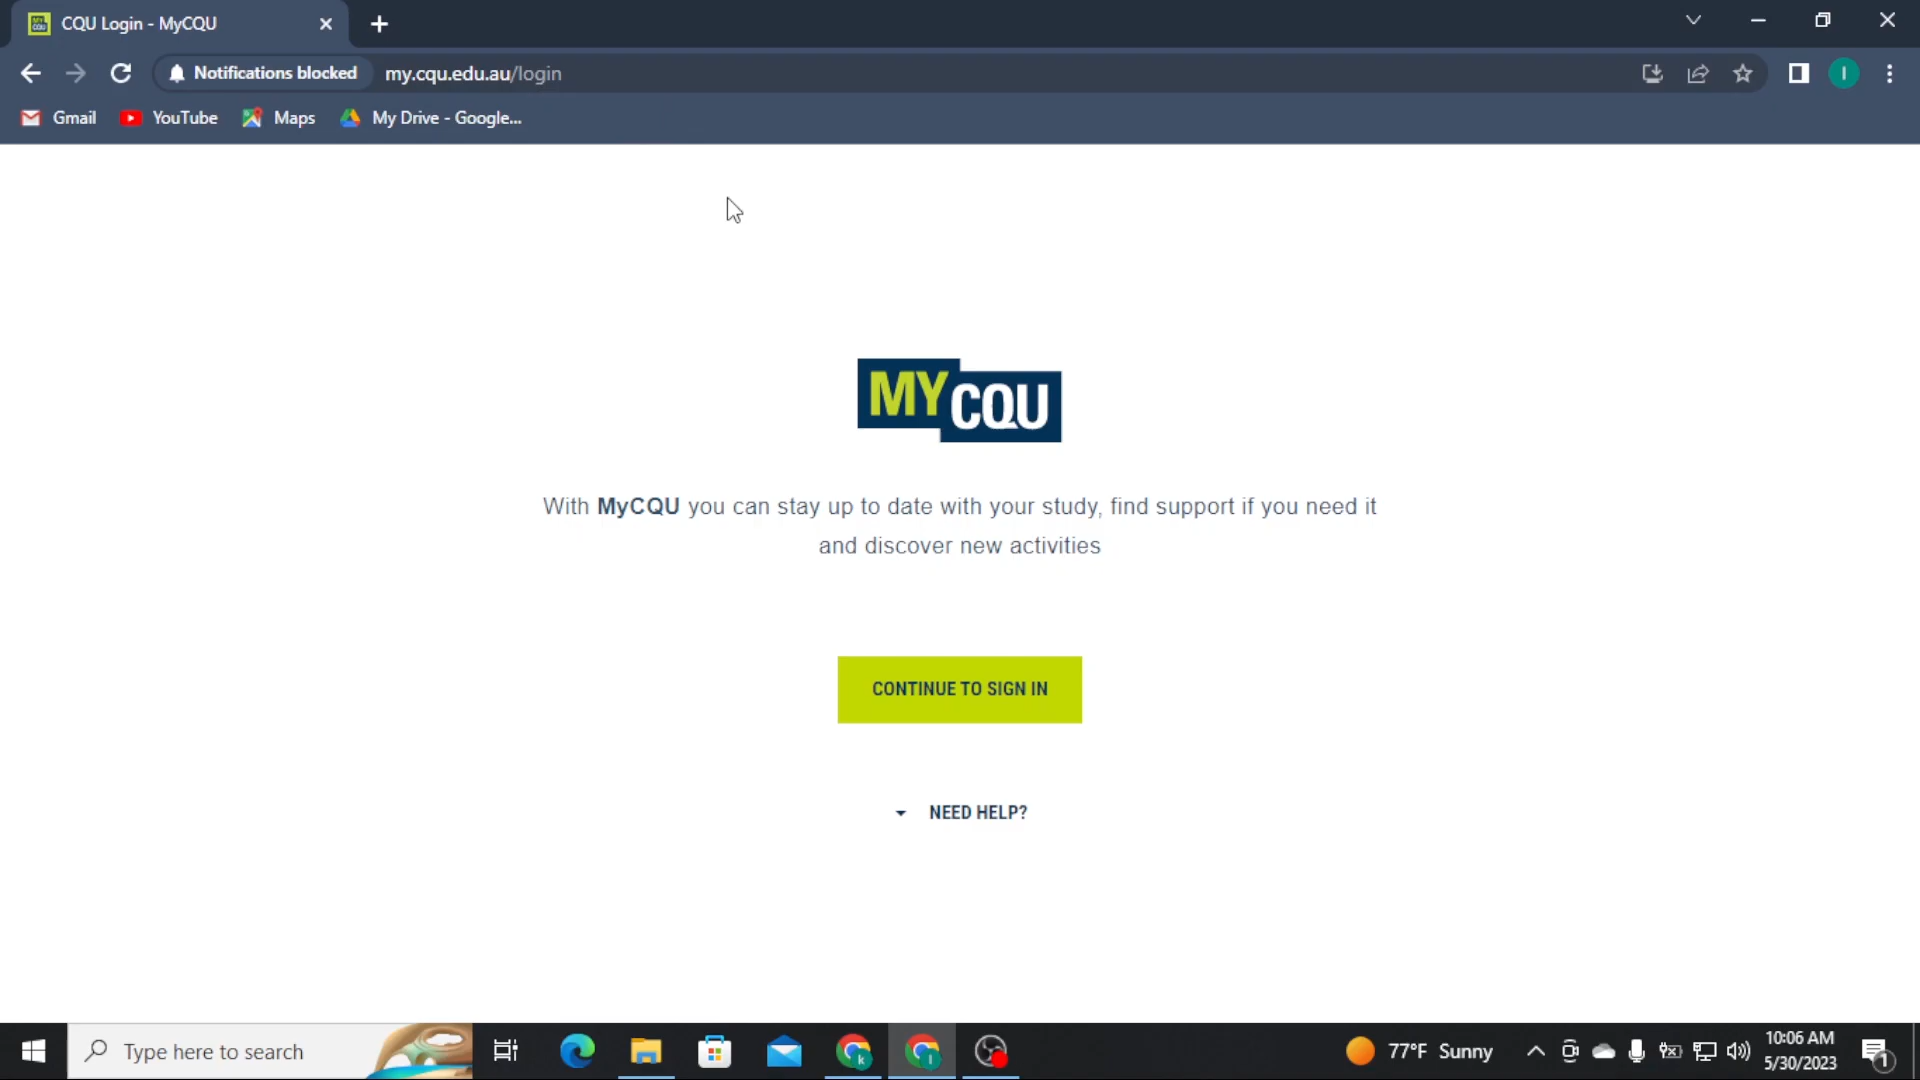 CQU Login - MyCQU
Notifications blocked
my.cqu.edu.au/login
I
Gmail
YouTube
Maps
My Drive - Google...
MY CQU
With MyCQU you can stay up to date with your study, find support if you need it
and discover new activities
CONTINUE TO SIGN IN
NEED HELP?
Type here to search
k
I
77°F Sunny
10:06 AM
5/30/2023
1